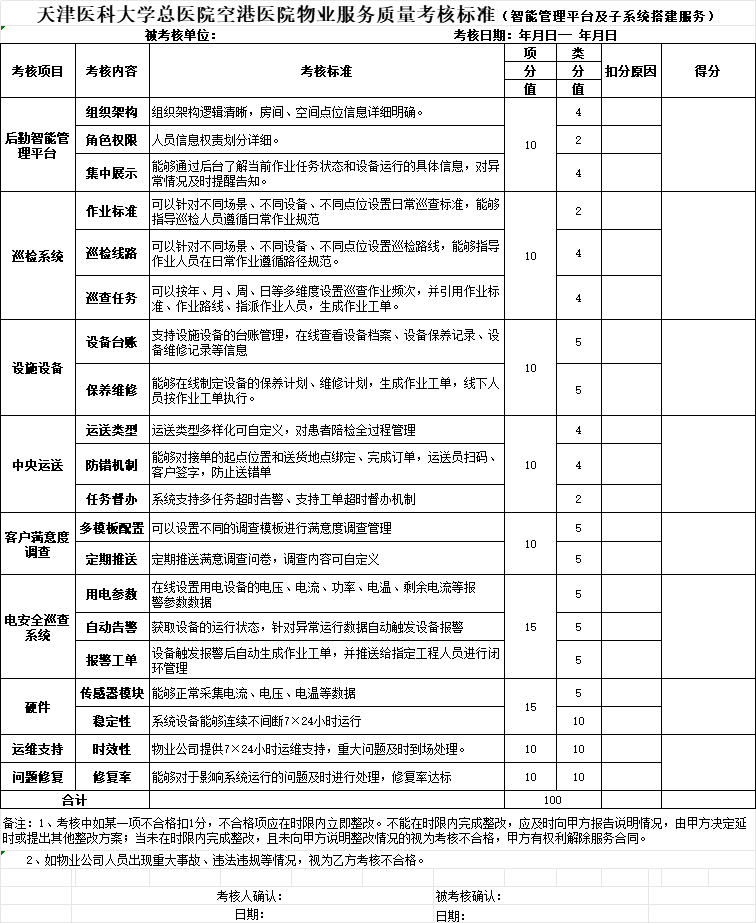 天津医科大学总医院空港医院物业服务质量考核标准（智能管理平台及子系统搭建服务）
被考核单位： 考核日期：年月日一 年月日
考核项目 考核内容 考核标准 项分值 类分值 扣分原因 得分
后勤智能管理平台 组织架构 组织架构逻辑清晰，房间、空间点位信息详细明确。 10 4
角色权限 人员信息权责划分详细。 2
集中展示 能够通过后台了解当前作业任务状态和设备运行的具体信息，对异常情况及时提醒告知。 4
巡检系统 作业标准 可以针对不同场景、不同设备、不同点位设置日常巡查标准，能够指导巡检人员遵循日常作业规范 10 2
巡检线路 可以针对不同场景、不同设备、不同点位设置巡检路线，能够指导作业人员在日常作业遵循路径规范。 4
巡查任务 可以按年、月、周、日等多维度设置巡查作业频次，并引用作业标准、作业路线、指派作业人员，生成作业工单。 4
设施设备 设备台账 支持设施设备的台账管理，在线查看设备档案、设备保养记录、设备维修记录等信息 10 5
保养维修 能够在线制定设备的保养计划、维修计划，生成作业工单，线下人员按作业工单执行。 5
中央运送 运送类型 运送类型多样化可自定义，对患者陪检全过程管理 10 4
防错机制 能够对接单的起点位置和送货地点绑定、完成订单，运送员扫码、客户签字，防止送错单 4
任务督办 系统支持多任务超时告警、支持工单超时督办机制 2
客户满意度调查 多模板配置 可以设置不同的调查模板进行满意度调查管理 10 5
定期推送 定期推送满意调查问卷，调查内容可自定义 5
电安全巡查系统 用电参数 在线设置用电设备的电压、电流、功率、电温、剩余电流等报警参数数据 15 5
自动告警 获取设备的运行状态，针对异常运行数据自动触发设备报警 5
报警工单 设备触发报警后自动生成作业工单，并推送给指定工程人员进行闭环管理 5
硬件 传感器模块 能够正常采集电流、电压、电温等数据 15 5
稳定性 系统设备能够连续不间断7×24小时运行 10
运维支持 时效性 物业公司提供7×24小时运维支持，重大问题及时到场处理。 10 10
问题修复 修复率 能够对于影响系统运行的问题及时进行处理，修复率达标 10 10
合计 100
备注：1、考核中如某一项不合格扣1分，不合格项应在时限内立即整改。不能在时限内完成整改，应及时向甲方报告说明情况，由甲方决定延
时或提出其他整改方案；当未在时限内完成整改，且未向甲方说明整改情况的视为考核不合格，甲方有权利解除服务合同。
2、如物业公司人员出现重大事故、违法违规等情况，视为乙方考核不合格。
考核人确认： 被考核确认：
日期： 日期：